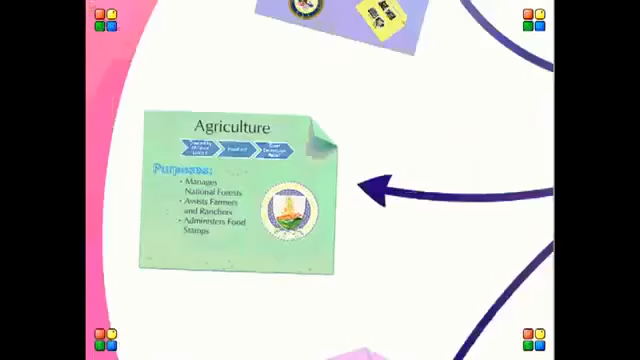 Agriculture
Purposes:
• Manages
National Forests
• Assists Farmers
and Ranchers
• Administers Food
Stamps